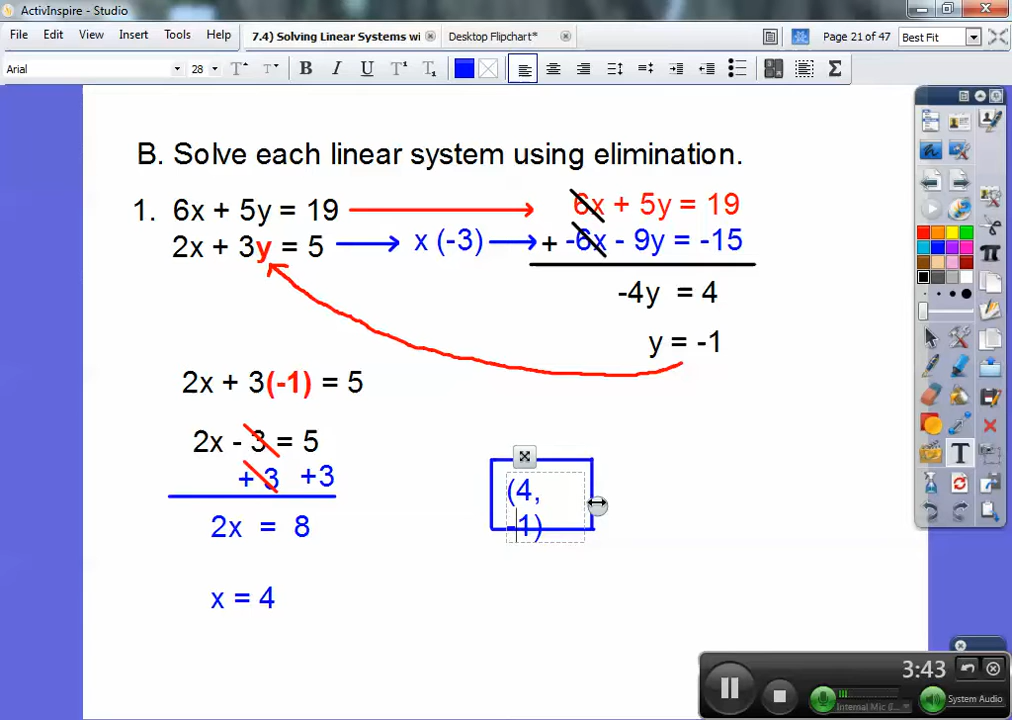 ActivInspire - Studio
File Edit View Insert Tools Help
7.4) Solving Linear Systems wi
Desktop Flipchart*
Page 21 of 47
Best Fit
Arial
28
B I U T¹ T₁ Σ
B. Solve each linear system using elimination.
1. 6x + 5y = 19
6x + 5y = 19
2x + 3y = 5
x (-3)
+ -6x - 9y = -15
-4y = 4
y = -1
2x + 3(-1) = 5
2x - 3 = 5
+ 3 +3
2x = 8
x = 4
(4,
-1)
3:43
System Audio